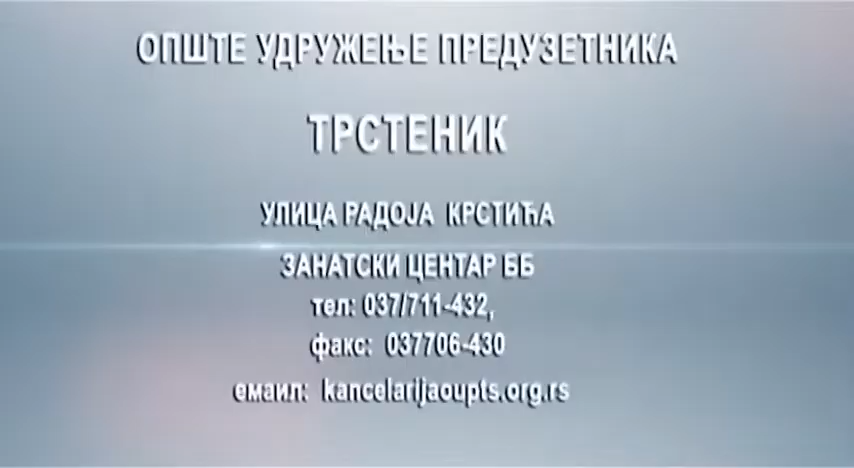 ОПШТЕ УДРУЖЕЊЕ ПРЕДУЗЕТНИКА
ТРСТЕНИК
УЛИЦА РАДОЈА КРСТИЋА
ЗАНАТСКИ ЦЕНТАР ББ
тел: 037/711-432,
факс: 037706-430
емаил: kancelarijaoupts.org.rs